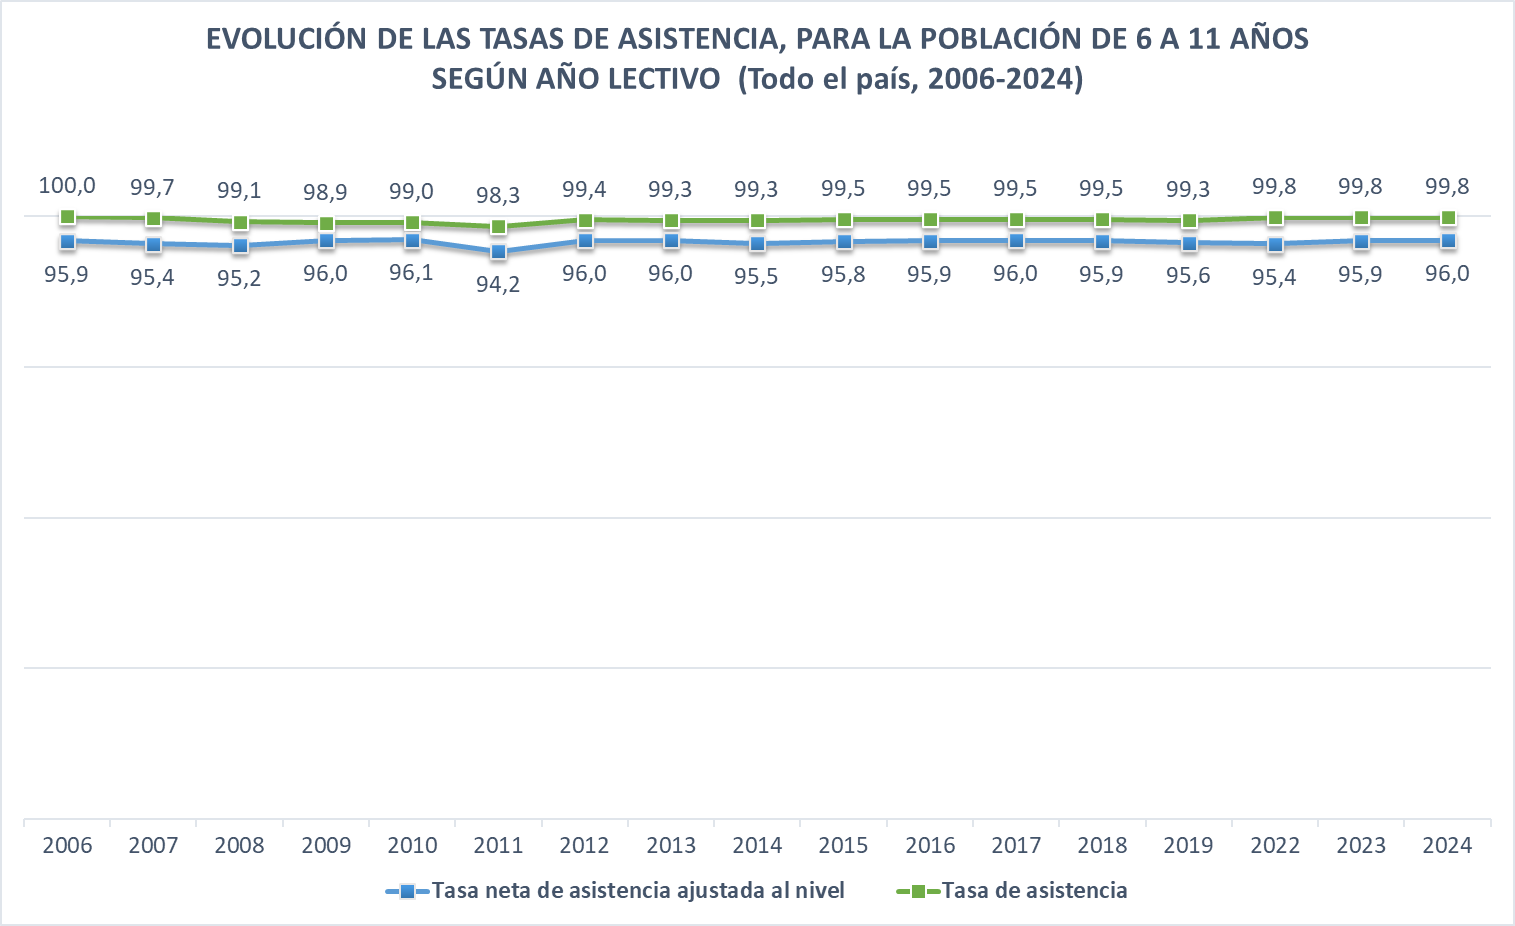 EVOLUCIÓN DE LAS TASAS DE ASISTENCIA, PARA LA POBLACIÓN DE 6 A 11 AÑOS
SEGÚN AÑO LECTIVO (Todo el país, 2006-2024)
100,0 99,7 99,1 98,9 99,0 98,3 99,4 99,3 99,3 99,5 99,5 99,5 99,5 99,3 99,8 99,8 99,8
95,9 95,4 95,2 96,0 96,1 94,2 96,0 96,0 95,5 95,8 95,9 96,0 95,9 95,6 95,4 95,9 96,0
2006 2007 2008 2009 2010 2011 2012 2013 2014 2015 2016 2017 2018 2019 2022 2023 2024
Tasa neta de asistencia ajustada al nivel Tasa de asistencia